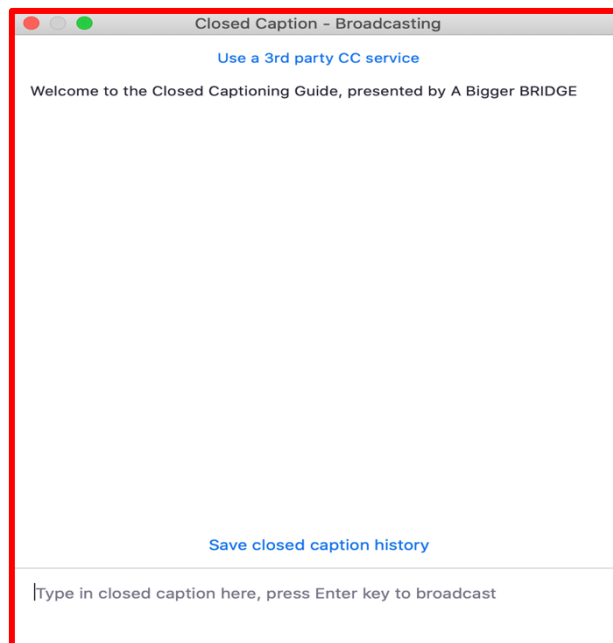 Closed Caption - Broadcasting
Use a 3rd party CC service
Welcome to the Closed Captioning Guide, presented by A Bigger BRIDGE
Save closed caption history
Type in closed caption here, press Enter key to broadcast